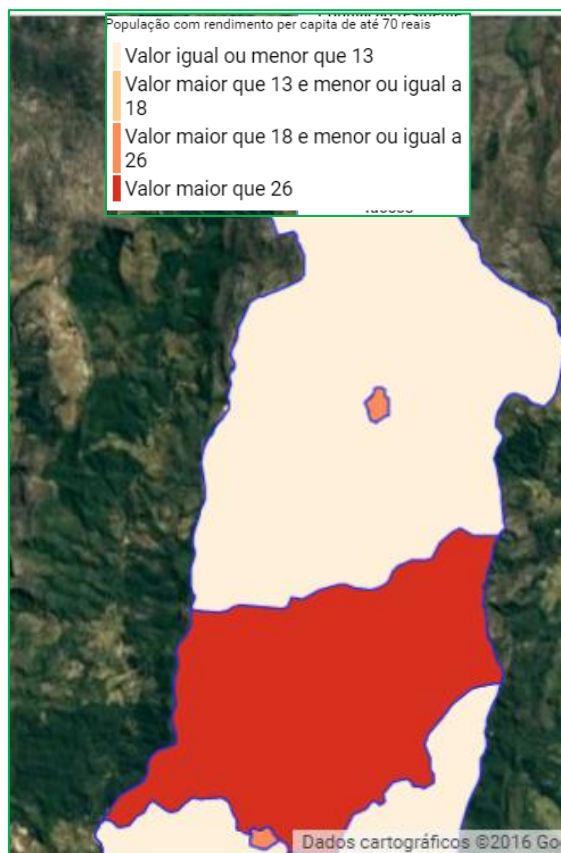 População com rendimento per capita de até 70 reais
Valor igual ou menor que 13
Valor maior que 13 e menor ou igual a
18
Valor maior que 18 e menor ou igual a
26
Valor maior que 26
Dados cartográficos ©2016 Goo